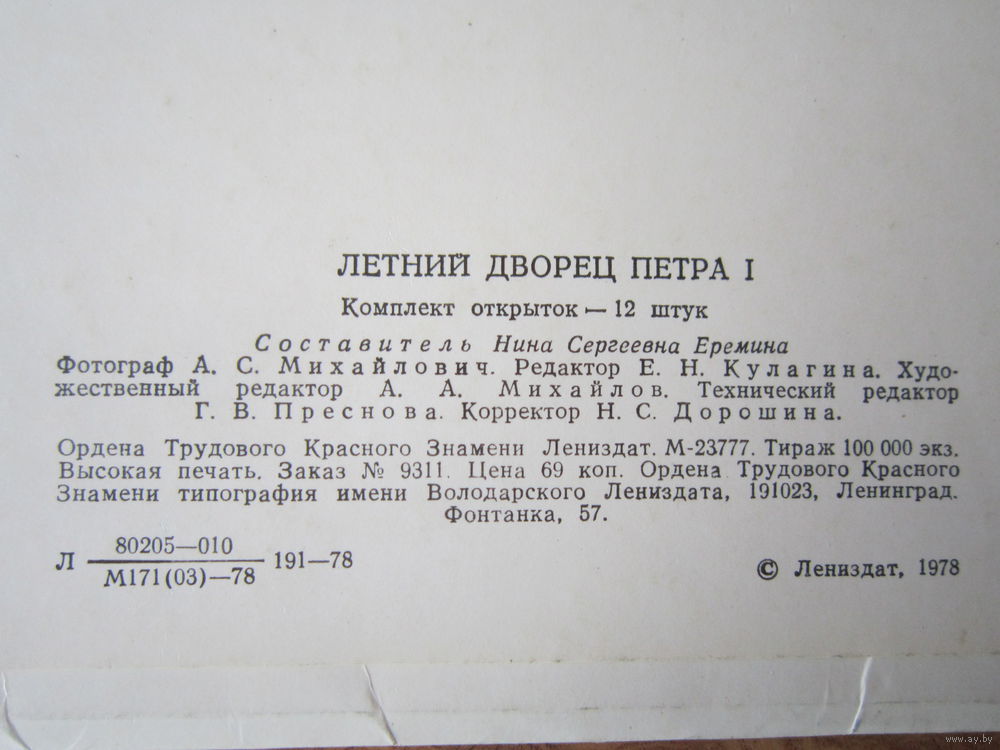 ЛЕТНИЙ ДВОРЕЦ ПЕТРА I
Комплект открыток — 12 штук
Составитель Нина Сергеевна Еремина
Фотограф А. С. Михайлович. Редактор Е. Н. Кулагина. Худо-
жественный редактор А. А. Михайлов. Технический редактор
Г. В. Преснова. Корректор Н. С. Дорошина.
Ордена Трудового Красного Знамени Лениздат. М-23777. Тираж 100 000 экз.
Высокая печать. Заказ № 9311. Цена 69 коп. Ордена Трудового Красного
Знамени типография имени Володарского Лениздата, 191023, Ленинград.
Фонтанка, 57.
Л 80205—010 191—78
М171(03)—78
© Лениздат, 1978
www.ay.by